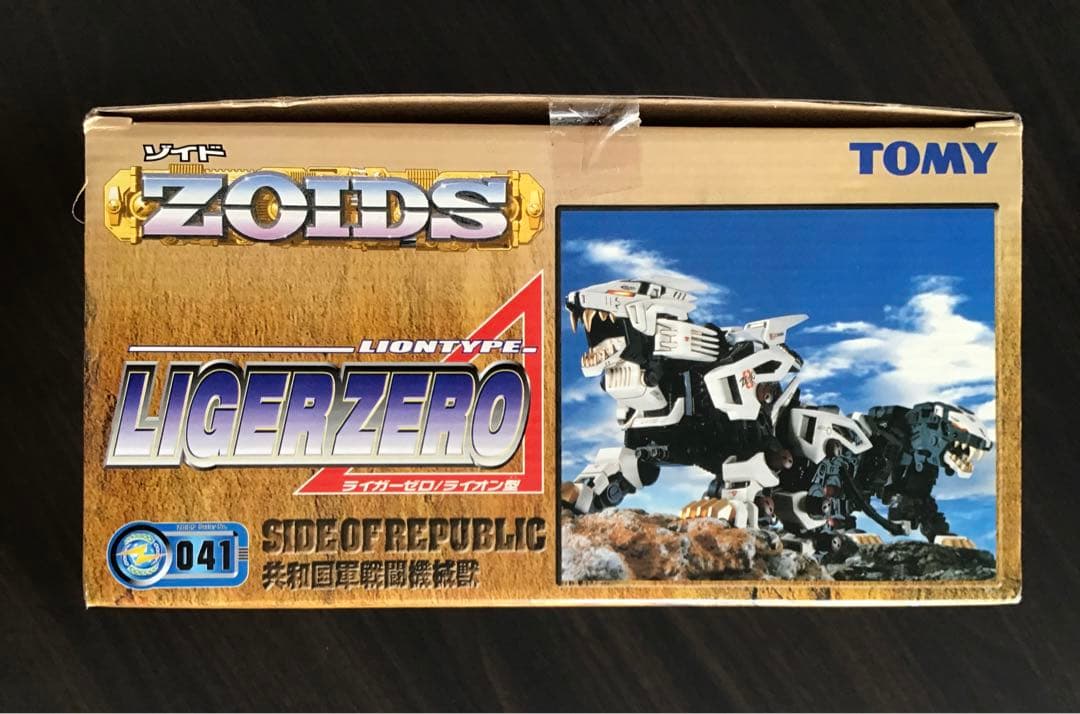 ゾイド
ZOIDS
TOMY
LIONTYPE
LIGERZERO
ライガーゼロ/ライオン型
041
SIDE OF REPUBLIC
共和国軍戦闘機械獣